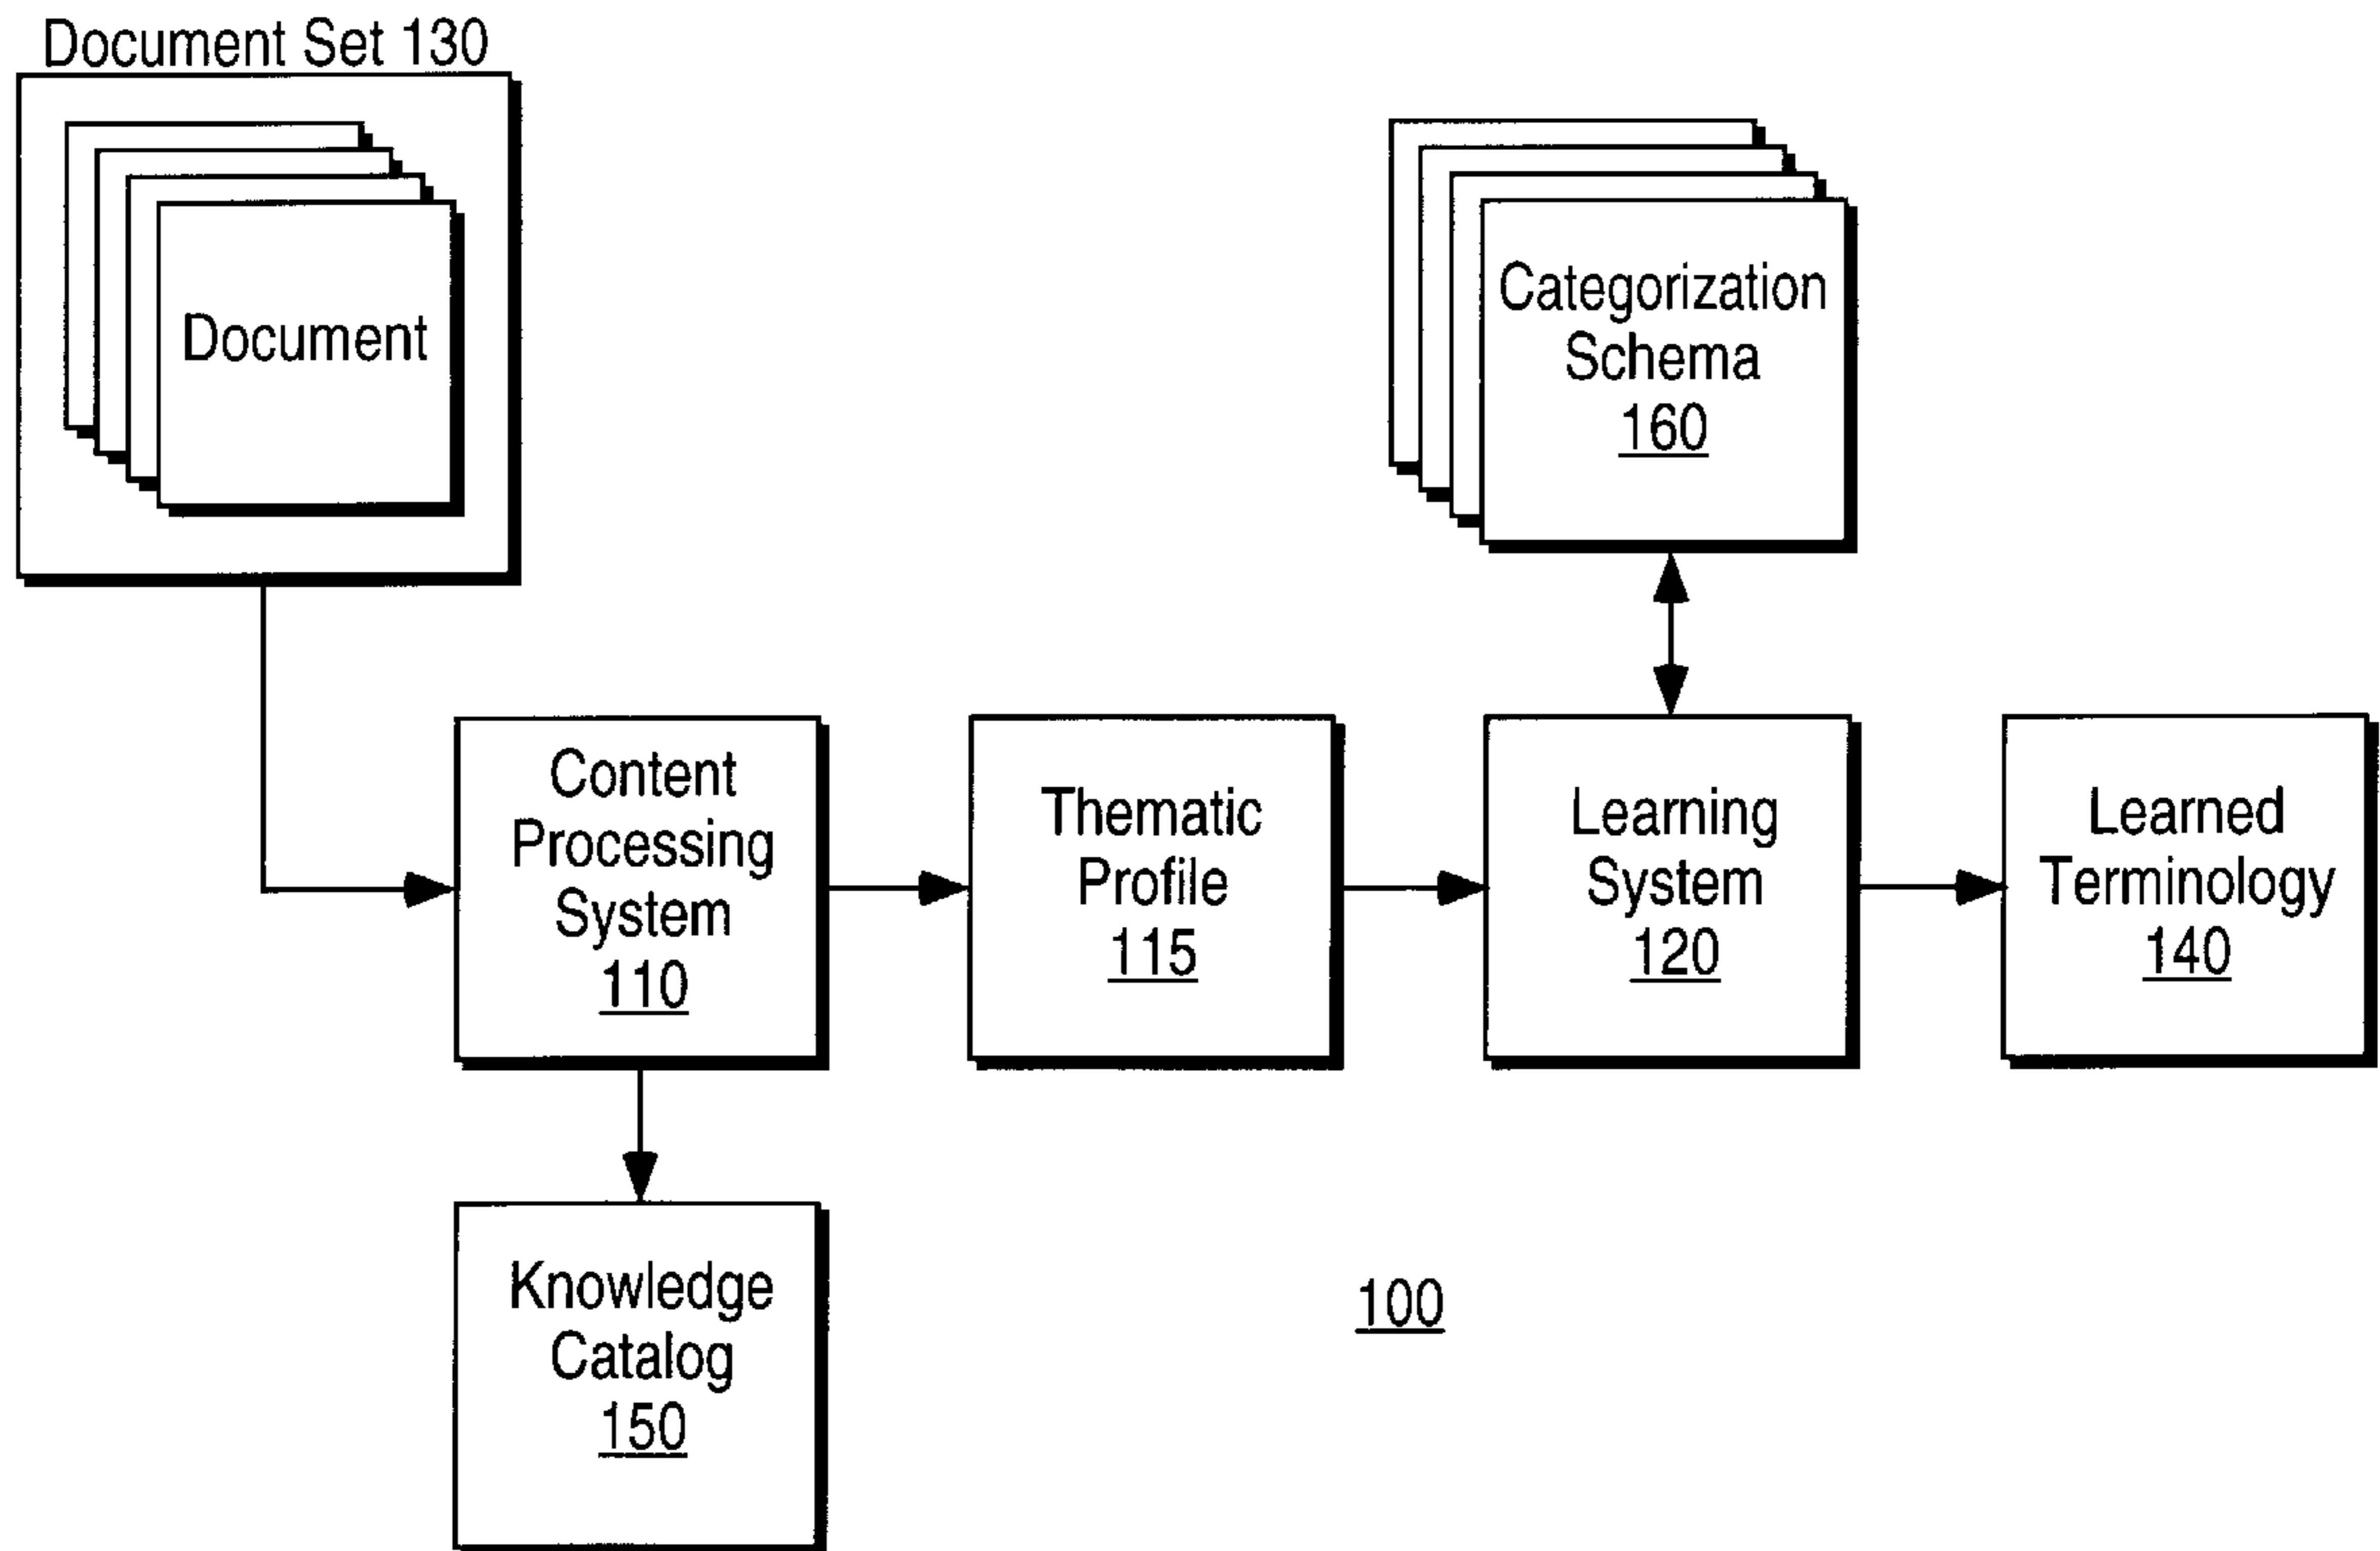 Document Set 130
Document
Categorization
Schema
160
Content
Processing
System
110
Thematic
Profile
115
Learning
System
120
Learned
Terminology
140
Knowledge
Catalog
150
100